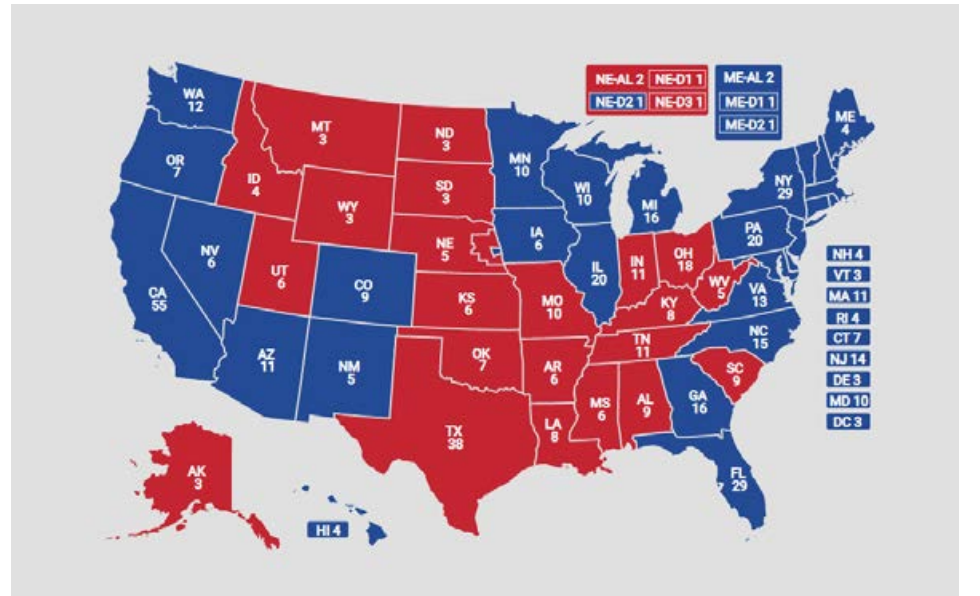 NE-AL 2 NE-D1 1
NE-D2 1 NE-D3 1
ME-AL 2
ME-D1 1
ME-D2 1
WA
12
OR
7
CA
55
NV
6
ID
4
MT
3
WY
3
UT
6
AZ
11
CO
9
NM
5
ND
3
SD
3
NE
5
KS
6
OK
7
TX
38
MN
10
IA
6
MO
10
AR
6
LA
8
WI
10
IL
20
MI
16
IN
11
OH
18
KY
8
TN
11
MS
6
AL
9
GA
16
FL
29
SC
9
NC
15
VA
13
WV
5
PA
20
NY
29
ME
4
NH 4
VT 3
MA 11
RI 4
CT 7
NJ 14
DE 3
MD 10
DC 3
AK
3
HI 4